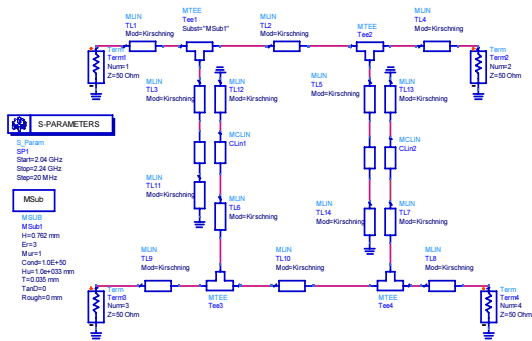 MLIN
TL1
Mod=Kirschning
MTEE
Tee1
Subst="MSub1"
MLIN
TL2
Mod=Kirschning
MTEE
Tee2
MLIN
TL4
Mod=Kirschning
Term
Term1
Num=1
Z=50 Ohm
Term
Term2
Num=2
Z=50 Ohm
MLIN
TL3
Mod=Kirschning
MLIN
TL12
Mod=Kirschning
MLIN
TL5
Mod=Kirschning
MLIN
TL13
Mod=Kirschning
S-PARAMETERS
S_Param
SP1
Start=2.04 GHz
Stop=2.24 GHz
Step=20 MHz
MCLIN
CLin1
MCLIN
CLin2
MSub
MSUB
MSub1
H=0.762 mm
Er=3
Mur=1
Cond=1.0E+50
Hu=1.0e+033 mm
T=0.035 mm
TanD=0
Rough=0 mm
MLIN
TL11
Mod=Kirschning
MLIN
TL6
Mod=Kirschning
MLIN
TL14
Mod=Kirschning
MLIN
TL7
Mod=Kirschning
MLIN
TL9
Mod=Kirschning
MTEE
Tee3
MLIN
TL10
Mod=Kirschning
MTEE
Tee4
MLIN
TL8
Mod=Kirschning
Term
Term3
Num=3
Z=50 Ohm
Term
Term4
Num=4
Z=50 Ohm